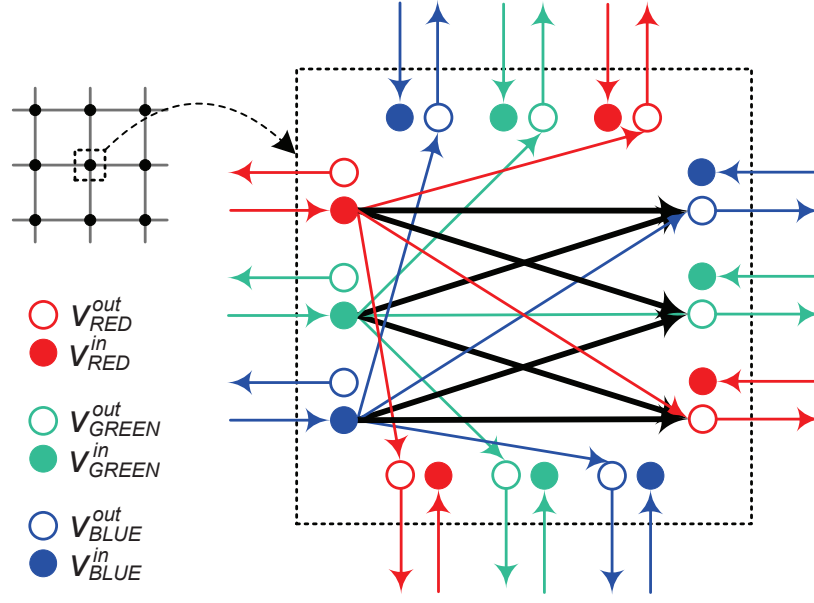 V^out_RED
V^in_RED
V^out_GREEN
V^in_GREEN
V^out_BLUE
V^in_BLUE